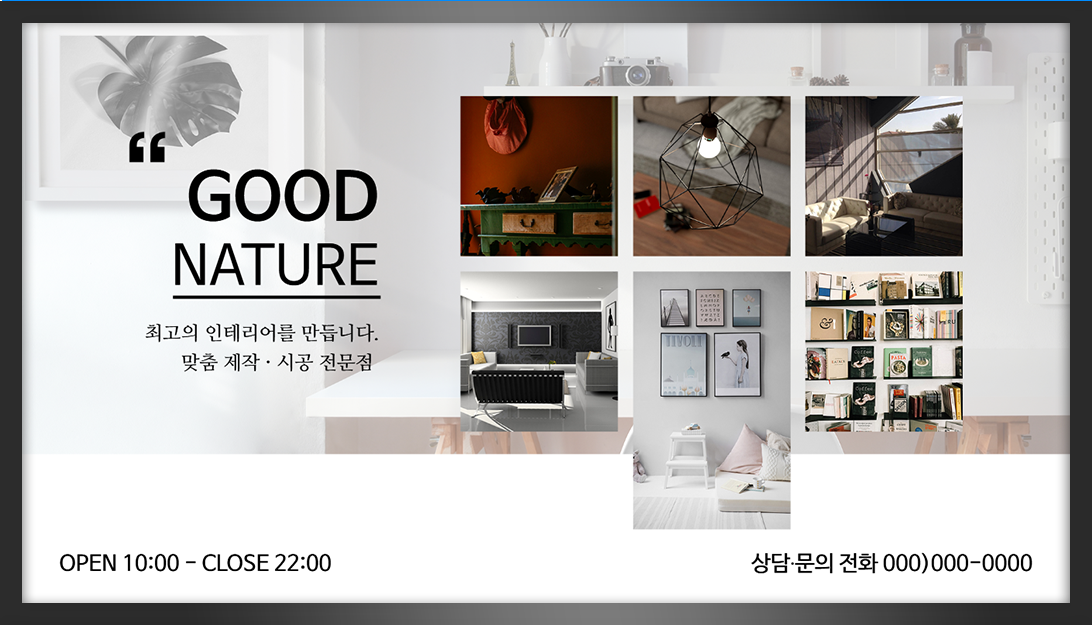 “
GOOD
NATURE
최고의 인테리어를 만듭니다.
맞춤 제작 · 시공 전문점
TIVOLI
&
PASTA
OPEN 10:00 - CLOSE 22:00
상담·문의 전화 000)000-0000